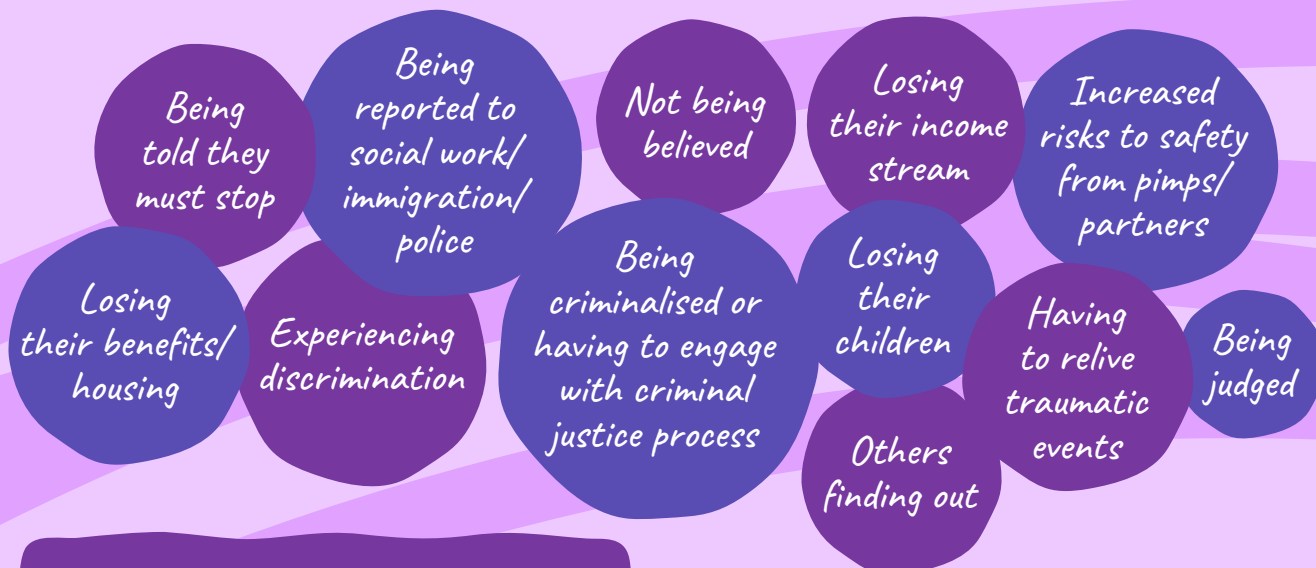 Being
told they
must stop
Being
reported to
social work/
immigration/
police
Not being
believed
Losing
their income
stream
Increased
risks to safety
from pimps/
partners
Losing
their benefits/
housing
Experiencing
discrimination
Being
criminalised or
having to engage
with criminal
justice process
Losing
their
children
Having
to relive
traumatic
events
Being
judged
Others
finding out